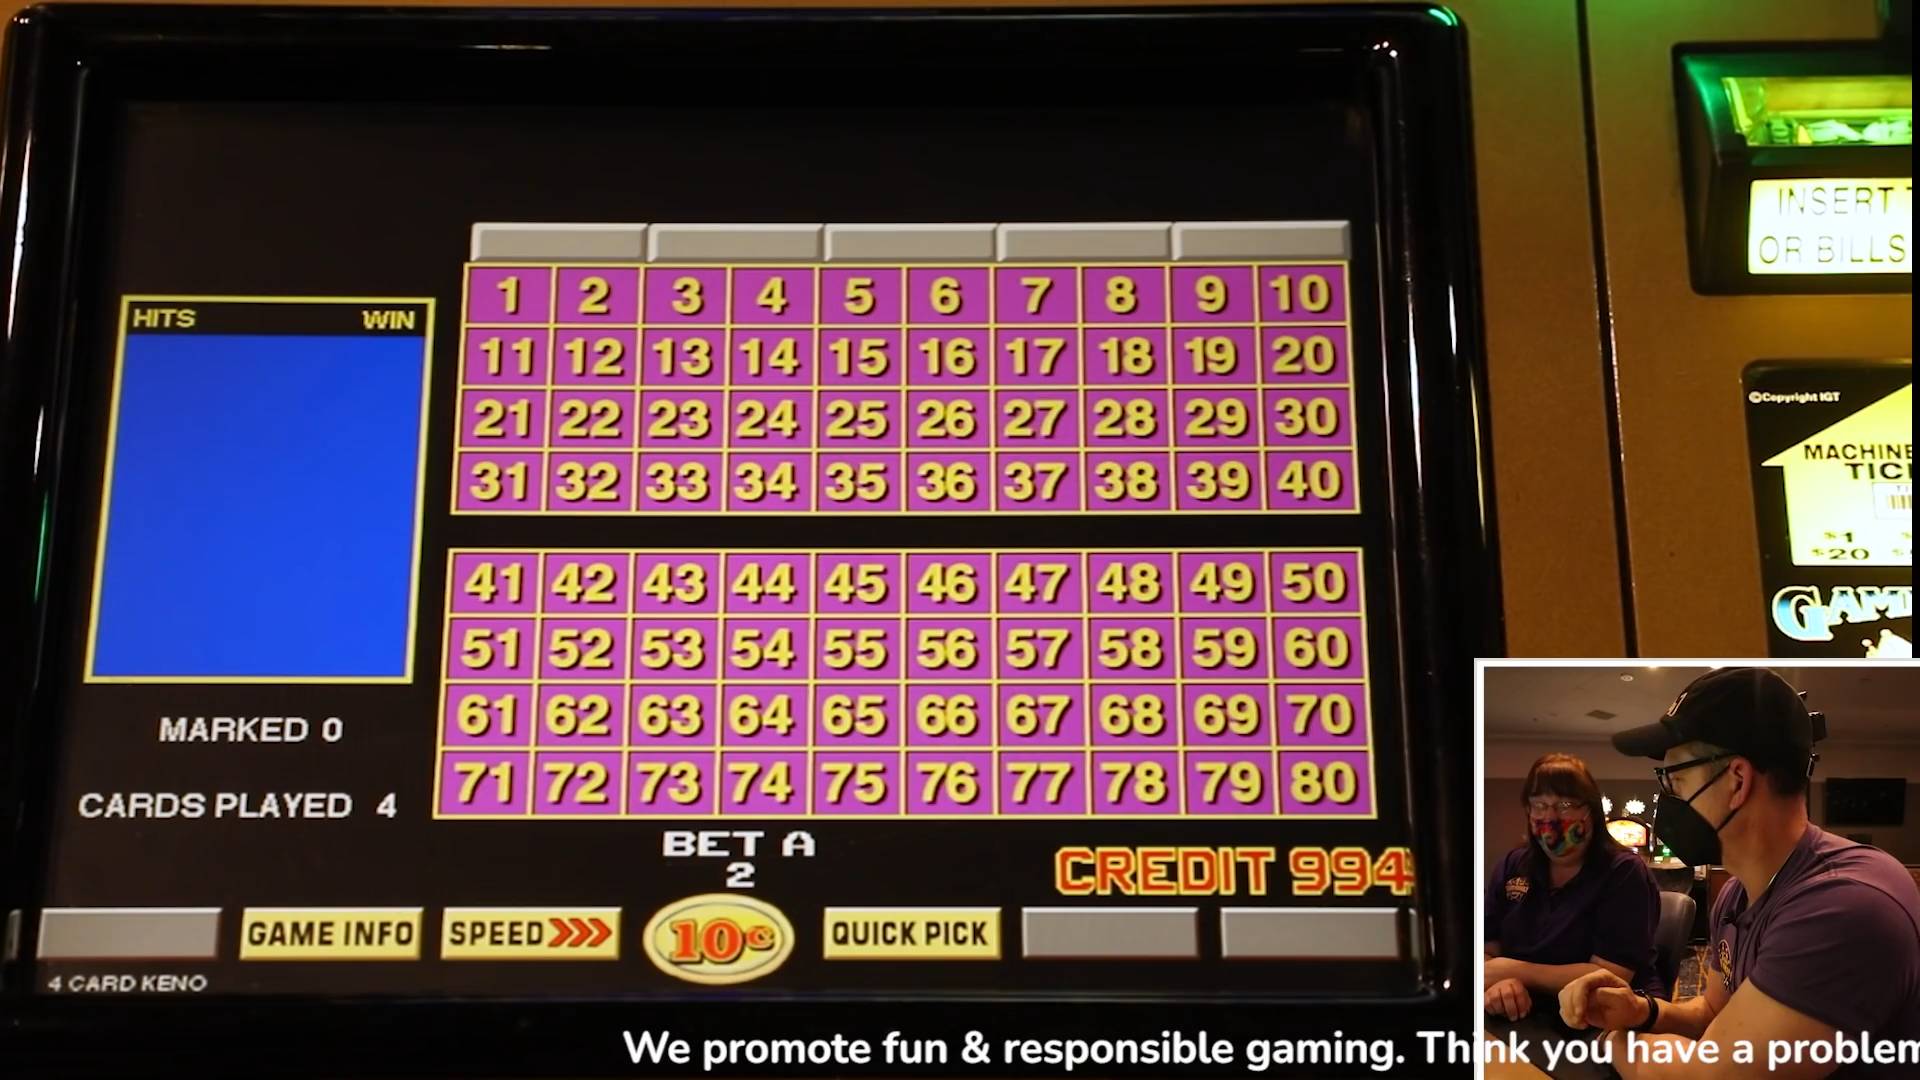 HITS WIN
1 2 3 4 5 6 7 8 9 10
11 12 13 14 15 16 17 18 19 20
21 22 23 24 25 26 27 28 29 30
31 32 33 34 35 36 37 38 39 40
41 42 43 44 45 46 47 48 49 50
51 52 53 54 55 56 57 58 59 60
61 62 63 64 65 66 67 68 69 70
71 72 73 74 75 76 77 78 79 80
MARKED 0
CARDS PLAYED 4
BET A
2
CREDIT 994
GAME INFO SPEED >>> 10¢ QUICK PICK
4 CARD KENO
INSERT
OR BILLS
©Copyright IGT
MACHINE
$1
$20
We promote fun & responsible gaming. Think you have a problem